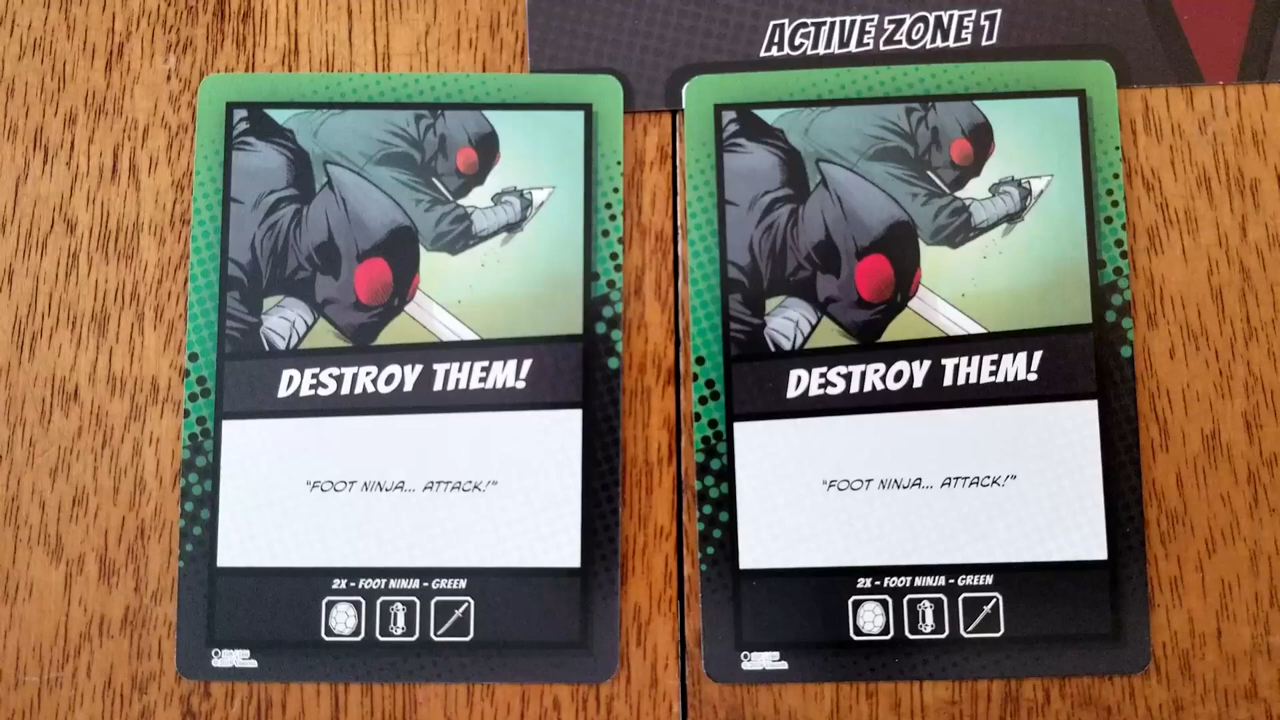 ACTIVE ZONE 1
DESTROY THEM!
"FOOT NINJA... ATTACK!"
2X - FOOT NINJA - GREEN
DESTROY THEM!
"FOOT NINJA... ATTACK!"
2X - FOOT NINJA - GREEN